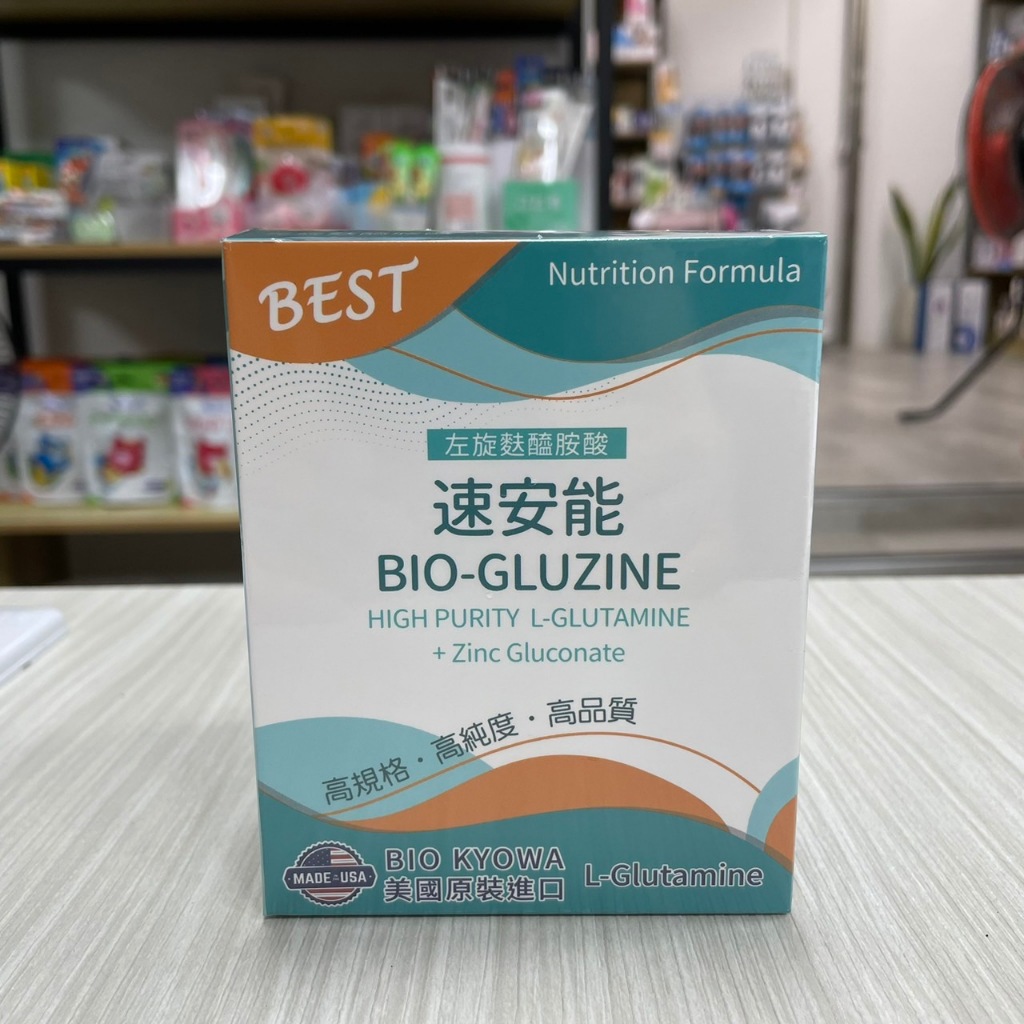 BEST
Nutrition Formula
左旋麩醯胺酸
速安能
BIO-GLUZINE
HIGH PURITY L-GLUTAMINE
+ Zinc Gluconate
高規格・高純度・高品質
MADE IN USA
BIO KYOWA
美國原裝進口
L-Glutamine